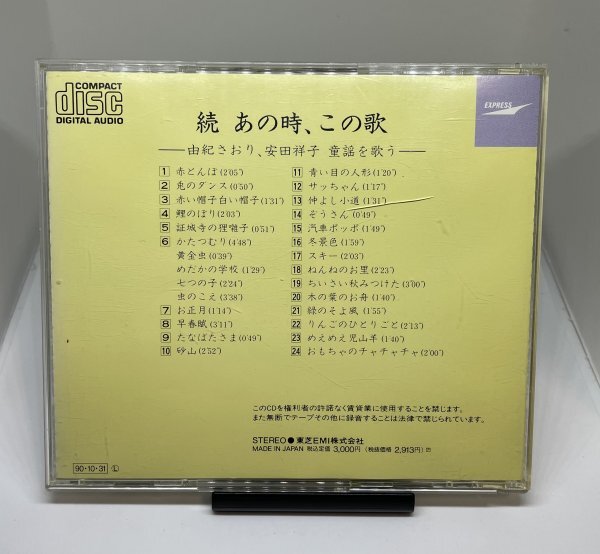 COMPACT
disc
DIGITAL AUDIO
EXPRESS
続 あの時、この歌
──由紀さおり、安田祥子 童謡を歌う──
1 赤とんぼ(2'05")
2 兎のダンス(0'50")
3 赤い帽子白い帽子(1'31")
4 鯉のぼり(2'03")
5 証城寺の狸囃子(0'51")
6 かたつむり(4'48")
黄金虫(0'39")
めだかの学校(1'29")
七つの子(2'24")
虫のこえ(3'38")
7 お正月(1'14")
8 早春賦(3'11")
9 たなばたさま(0'49")
10 砂山(2'52")
11 青い目の人形(1'20")
12 サッちゃん(1'17")
13 仲よし小道(1'31")
14 ぞうさん(0'49")
15 汽車ポッポ(1'49")
16 冬景色(1'59")
17 スキー(2'03")
18 ねんねのお里(2'23")
19 ちいさい秋みつけた(3'00")
20 木の葉のお舟(1'40")
21 緑のそよ風(1'55")
22 りんごのひとりごと(2'13")
23 めえめえ児山羊(1'40")
24 おもちゃのチャチャチャ(2'00")
このCDを権利者の許諾なく賃貸業に使用することを禁じます。
また無断でテープその他に録音することは法律で禁じられています。
STEREO●東芝EMI株式会社
MADE IN JAPAN 税込定価3,000円(税抜価格 2,913円)
90·10·31 Ⓛ